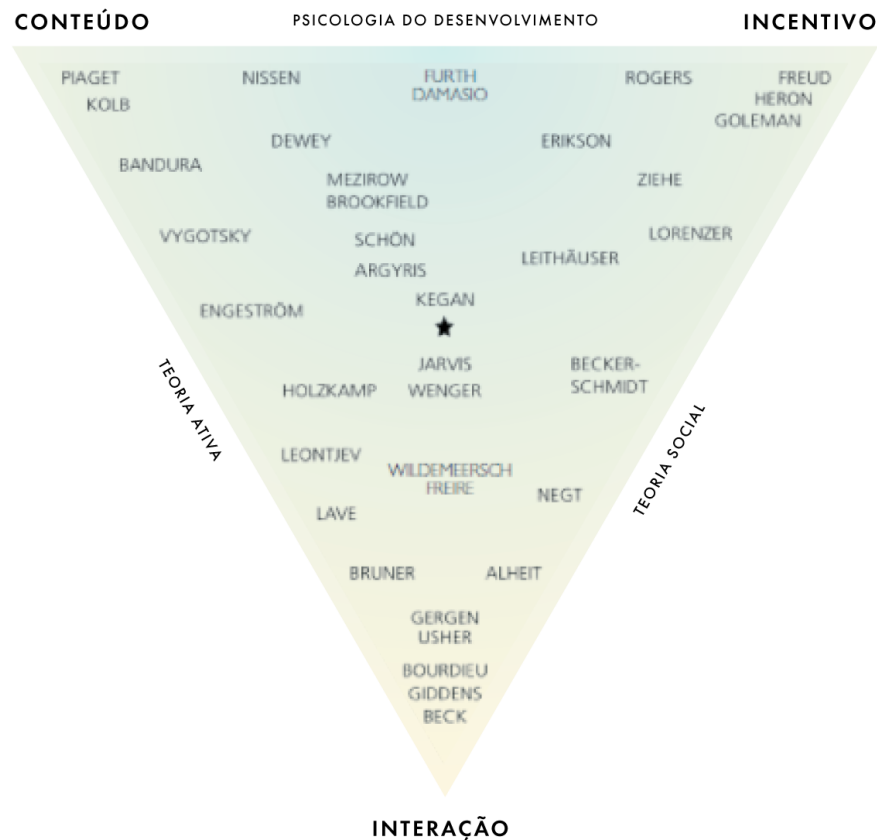 CONTEÚDO
PSICOLOGIA DO DESENVOLVIMENTO
INCENTIVO
PIAGET
NISSEN
FURTH
ROGERS
FREUD
DAMASIO
KOLB
HERON
GOLEMAN
DEWEY
ERIKSON
BANDURA
MEZIROW
ZIEHE
BROOKFIELD
VYGOTSKY
SCHÖN
LORENZER
LEITHÄUSER
ARGYRIS
KEGAN
ENGESTRÖM
JARVIS
BECKER-
SCHMIDT
HOLZKAMP
WENGER
TEORIA ATIVA
TEORIA SOCIAL
LEONTJEV
WILDEMEERSCH
FREIRE
NEGT
LAVE
BRUNER
ALHEIT
GERGEN
USHER
BOURDIEU
GIDDENS
BECK
INTERAÇÃO